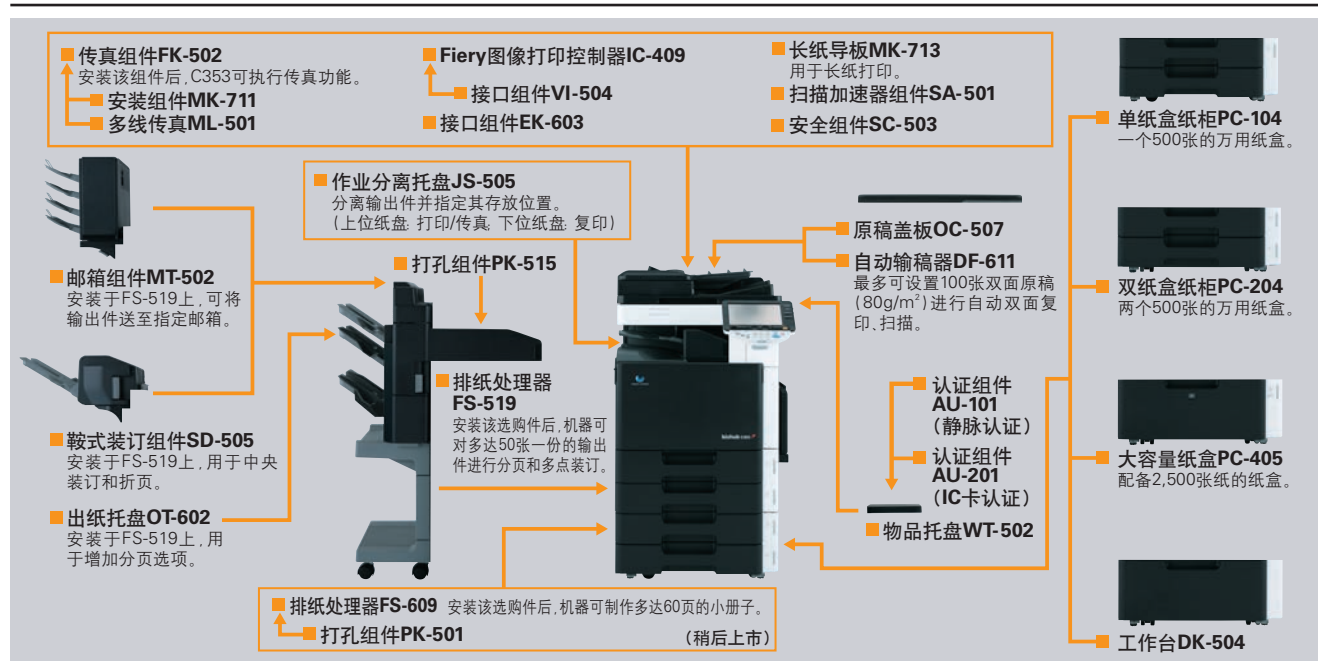 传真组件FK-502
安装该组件后,C353可执行传真功能。
安装组件MK-711
多线传真ML-501
Fiery图像打印控制器IC-409
接口组件VI-504
接口组件EK-603
长纸导板MK-713
用于长纸打印。
扫描加速器组件SA-501
安全组件SC-503
作业分离托盘JS-505
分离输出件并指定其存放位置。
(上位纸盘: 打印/传真; 下位纸盘: 复印)
邮箱组件MT-502
安装于FS-519上,可将
输出件送至指定邮箱。
鞍式装订组件SD-505
安装于FS-519上,用于中央
装订和折页。
出纸托盘OT-602
安装于FS-519上,用
于增加分页选项。
打孔组件PK-515
排纸处理器
FS-519
安装该选购件后,机器可
对多达50张一份的输出
件进行分页和多点装订。
原稿盖板OC-507
自动输稿器DF-611
最多可设置100张双面原稿
(80g/m²)进行自动双面复
印、扫描。
认证组件
AU-101
(静脉认证)
认证组件
AU-201
(IC卡认证)
物品托盘WT-502
排纸处理器FS-609 安装该选购件后,机器可制作多达60页的小册子。
打孔组件PK-501 (稍后上市)
单纸盒纸柜PC-104
一个500张的万用纸盒。
双纸盒纸柜PC-204
两个500张的万用纸盒。
大容量纸盒PC-405
配备2,500张纸的纸盒。
工作台DK-504